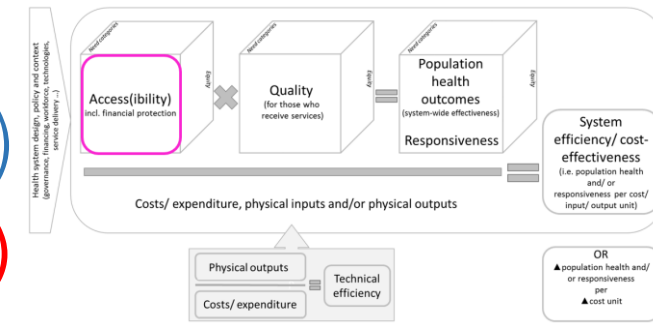 Health system design, policy and context
(governance, financing, workforce, technologies,
service delivery ...)
Need categories
Access(ibility)
incl. financial protection
Equity
Need categories
Quality
(for those who
receive services)
Equity
Need categories
Population
health
outcomes
(system-wide effectiveness)
Responsiveness
Equity
System
efficiency/ cost-
effectiveness
(i.e. population health
and/ or
responsiveness per cost/
input/ output unit)
Costs/ expenditure, physical inputs and/or physical outputs
Physical outputs
Costs/ expenditure
Technical
efficiency
OR
▲population health and/
or responsiveness
per
▲cost unit